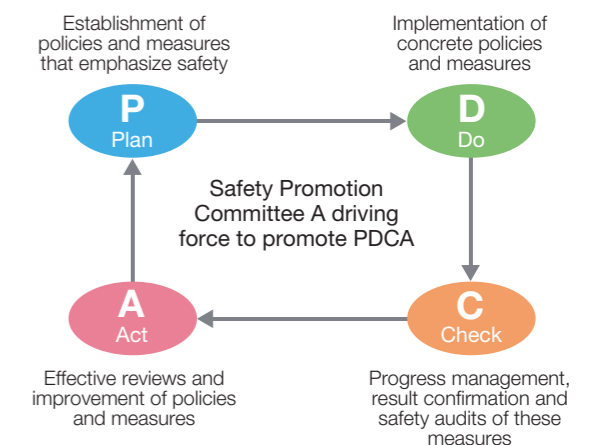 Establishment of
policies and measures
that emphasize safety
Implementation of
concrete policies
and measures
P
Plan
D
Do
Safety Promotion
Committee A driving
force to promote PDCA
A
Act
C
Check
Effective reviews and
improvement of policies
and measures
Progress management,
result confirmation and
safety audits of these
measures